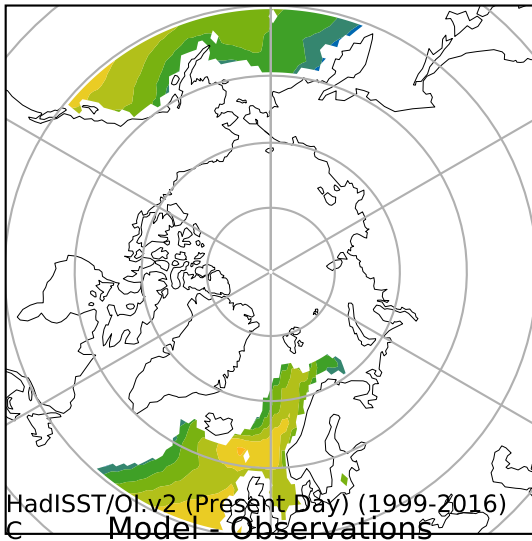 HadISST/OI.v2 (Present Day) (1999-2016)
C Model - Observations